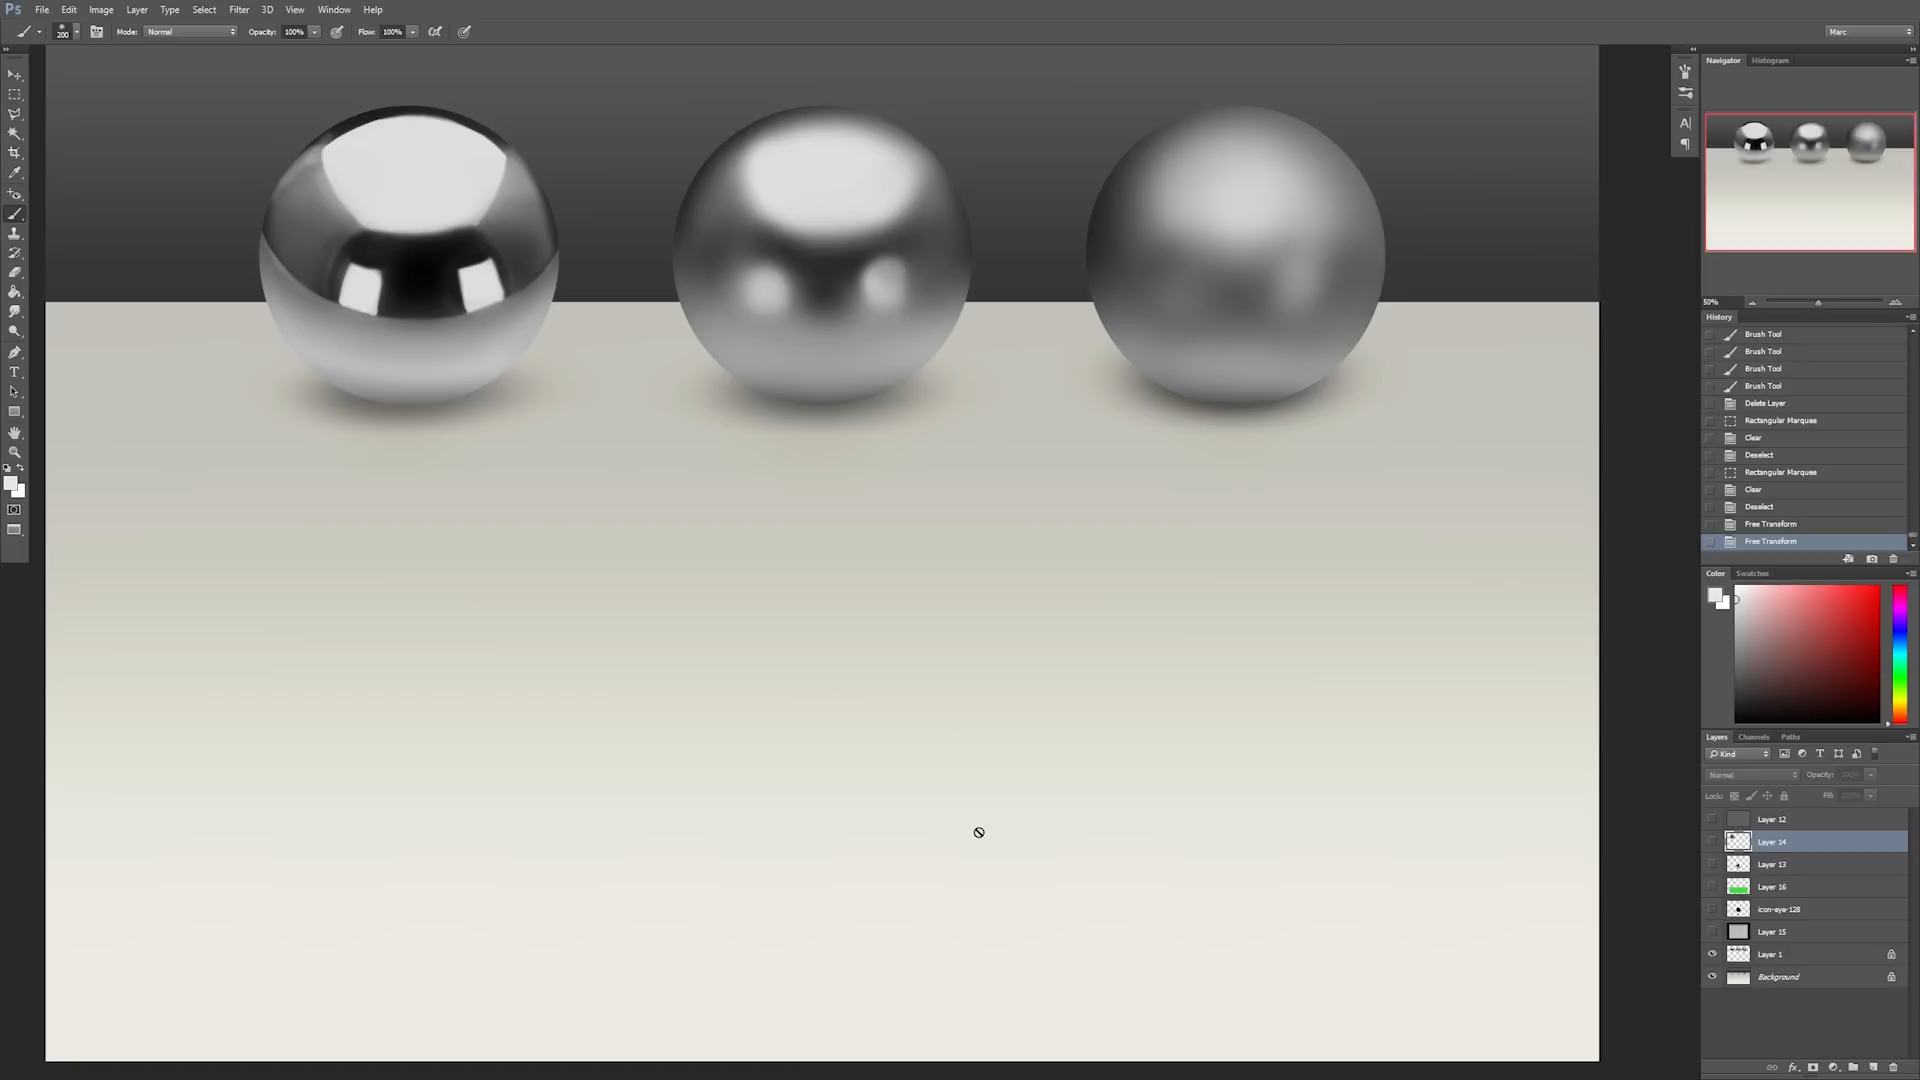 Ps File Edit Image Layer Type Select Filter 3D View Window Help
200 Mode: Normal Opacity: 100% Flow: 100% Marc
Navigator Histogram
50%
History
Brush Tool
Brush Tool
Brush Tool
Brush Tool
Delete Layer
Rectangular Marquee
Clear
Deselect
Rectangular Marquee
Clear
Deselect
Free Transform
Free Transform
Color Swatches
Layers Channels Paths
Kind
Normal Opacity: 100%
Lock: Fill: 100%
Layer 12
Layer 14
Layer 13
Layer 16
icon-eye-128
Layer 15
Layer 1
Background